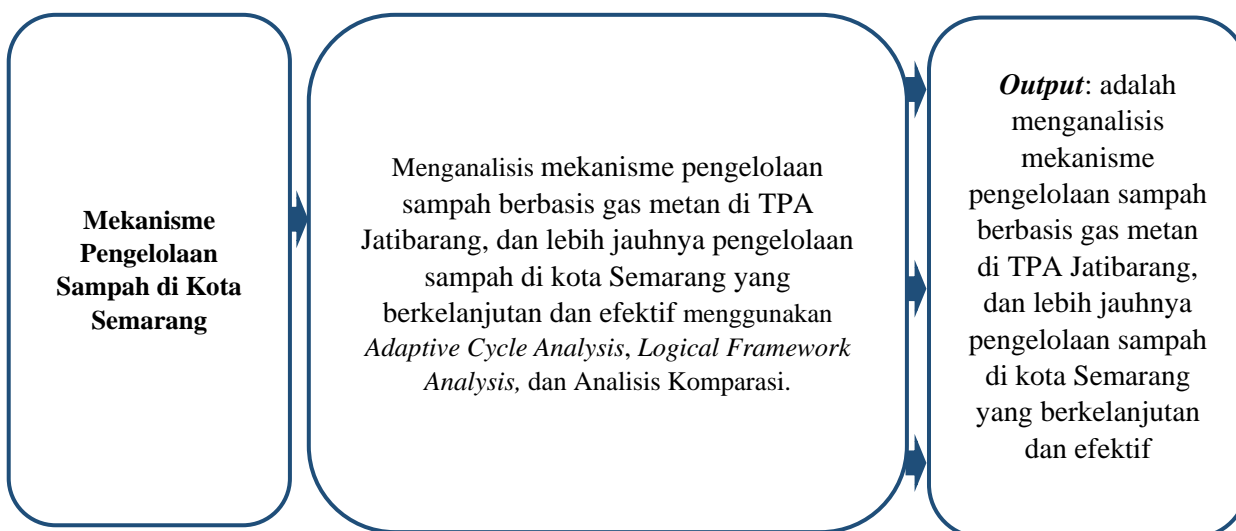 Mekanisme
Pengelolaan
Sampah di Kota
Semarang
Menganalisis mekanisme pengelolaan
sampah berbasis gas metan di TPA
Jatibarang, dan lebih jauhnya pengelolaan
sampah di kota Semarang yang
berkelanjutan dan efektif menggunakan
Adaptive Cycle Analysis, Logical Framework
Analysis, dan Analisis Komparasi.
Output: adalah
menganalisis
mekanisme
pengelolaan sampah
berbasis gas metan
di TPA Jatibarang,
dan lebih jauhnya
pengelolaan sampah
di kota Semarang
yang berkelanjutan
dan efektif